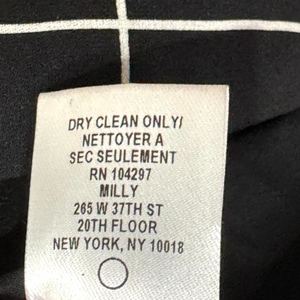 DRY CLEAN ONLY/
NETTOYER A
SEC SEULEMENT
RN 104297
MILLY
265 W 37TH ST
20TH FLOOR
NEW YORK, NY 10018